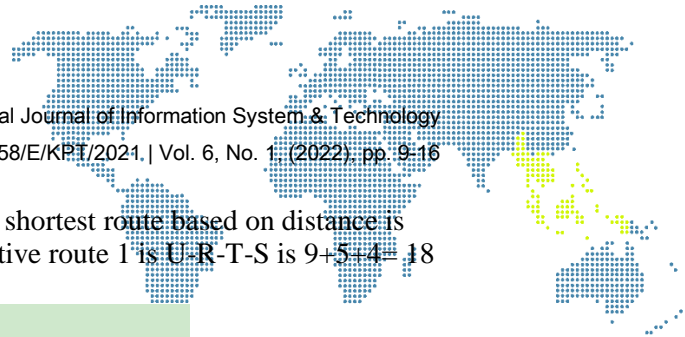 al Journal of Information System & Technology
58/E/KPT/2021 | Vol. 6, No. 1, (2022), pp. 9-16
shortest route based on distance is
tive route 1 is U-R-T-S is 9+5+4= 18